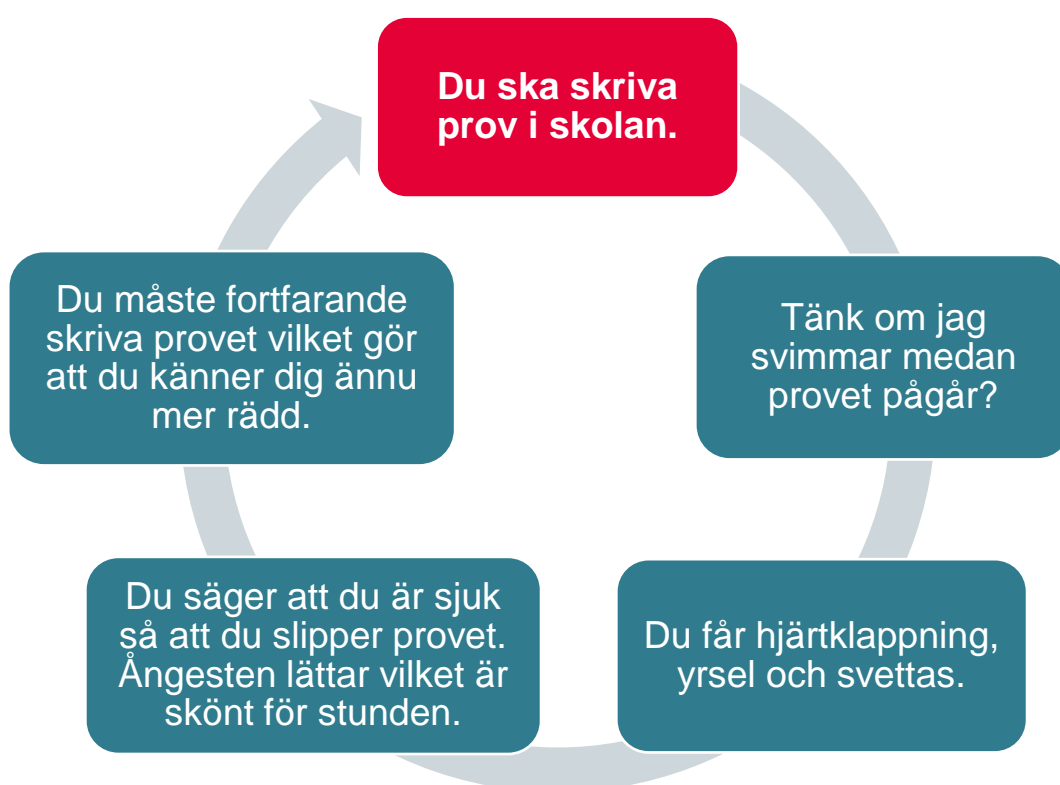 Du ska skriva
prov i skolan.
Tänk om jag
svimmar medan
provet pågår?
Du får hjärtklappning,
yrsel och svettas.
Du säger att du är sjuk
så att du slipper provet.
Ångesten lättar vilket är
skönt för stunden.
Du måste fortfarande
skriva provet vilket gör
att du känner dig ännu
mer rädd.